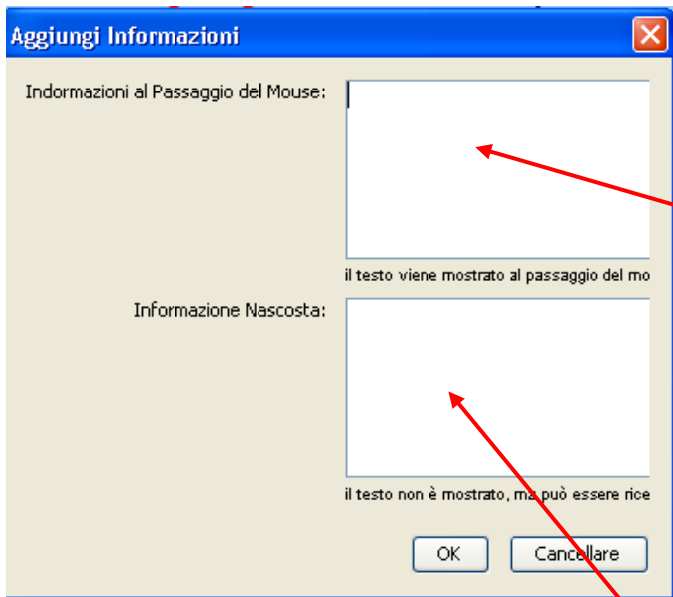 Aggiungi Informazioni
Indormazioni al Passaggio del Mouse:
il testo viene mostrato al passaggio del mo
Informazione Nascosta:
il testo non è mostrato, ma può essere rice
OK Cancellare